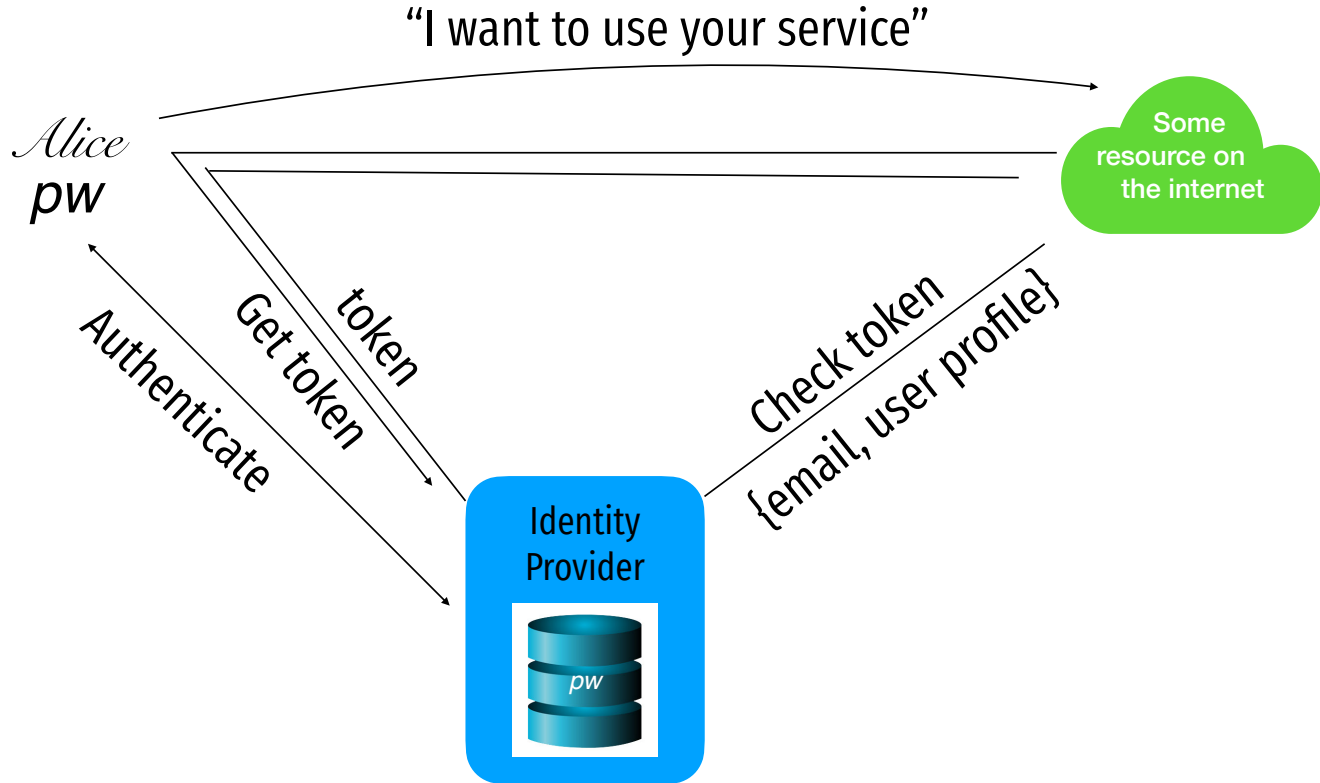 “I want to use your service”
Alice
pw
Some
resource on
the internet
Authenticate
Get token
token
Check token
{email, user profile}
Identity
Provider
pw